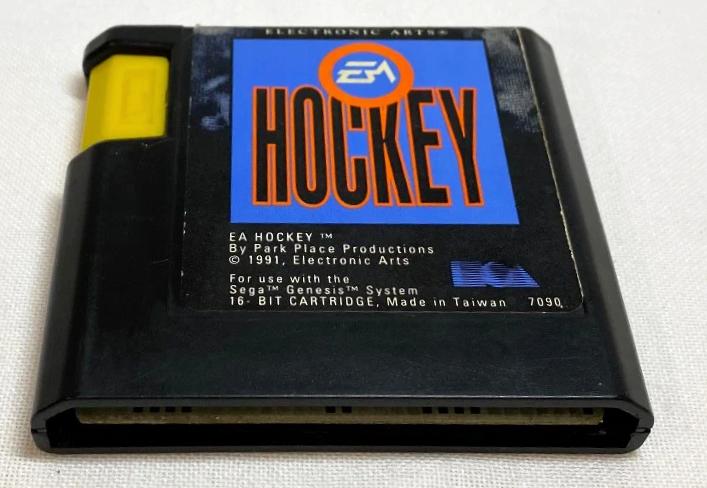 ELECTRONIC ARTS®
EA
HOCKEY
EA HOCKEY ™
By Park Place Productions
© 1991, Electronic Arts
For use with the
Sega™ Genesis™ System
16- BIT CARTRIDGE, Made in Taiwan 7090
EOA